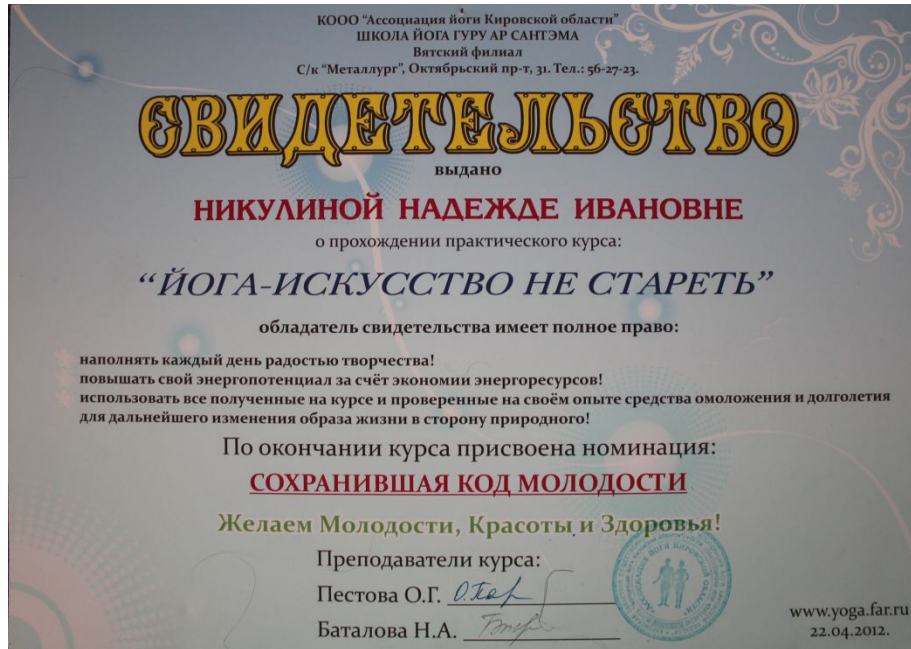 КООО "Ассоциация йоги Кировской области"
ШКОЛА ЙОГА ГУРУ АР САНТЭМА
Вятский филиал
С/к "Металлург", Октябрьский пр-т, 31. Тел.: 56-27-23.
СВИДЕТЕЛЬСТВО
выдано
НИКУЛИНОЙ НАДЕЖДЕ ИВАНОВНЕ
о прохождении практического курса:
“ЙОГА-ИСКУССТВО НЕ СТАРЕТЬ”
обладатель свидетельства имеет полное право:
наполнять каждый день радостью творчества!
повышать свой энергопотенциал за счёт экономии энергоресурсов!
использовать все полученные на курсе и проверенные на своём опыте средства омоложения и долголетия
для дальнейшего изменения образа жизни в сторону природного!
По окончании курса присвоена номинация:
СОХРАНИВШАЯ КОД МОЛОДОСТИ
Желаем Молодости, Красоты и Здоровья!
Преподаватели курса:
Пестова О.Г.
Баталова Н.А.
АССОЦИАЦИЯ ЙОГИ КИРОВСКОЙ ОБЛАСТИ
www.yoga.far.ru
22.04.2012.